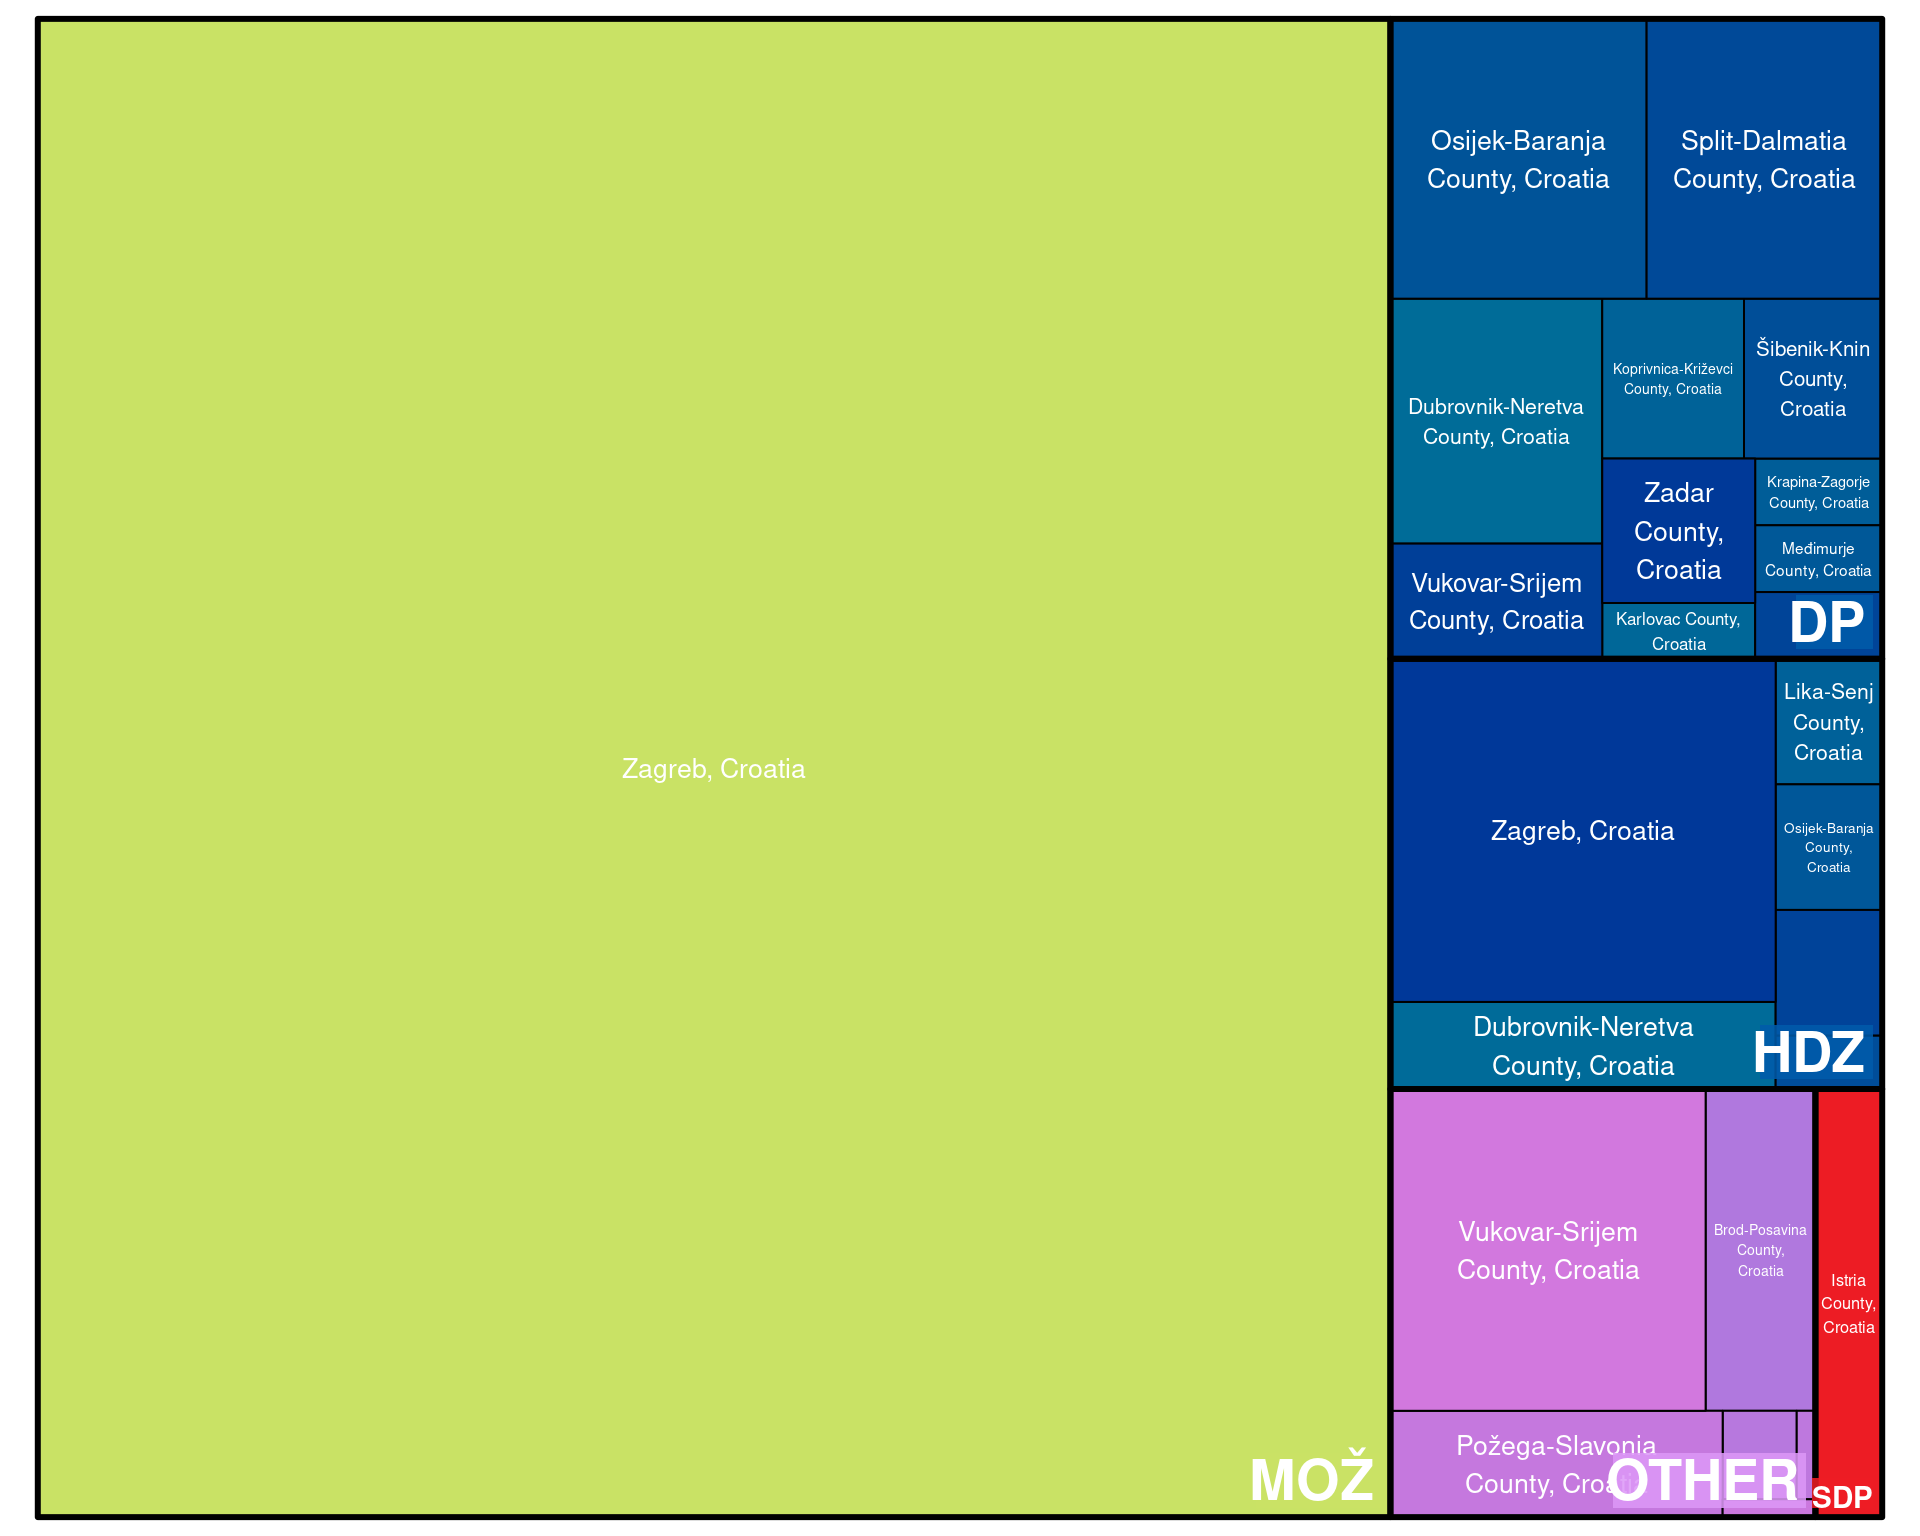 Zagreb, Croatia
MOŽ
Osijek-Baranja
County, Croatia
Split-Dalmatia
County, Croatia
Dubrovnik-Neretva
County, Croatia
Koprivnica-Križevci
County, Croatia
Šibenik-Knin
County,
Croatia
Vukovar-Srijem
County, Croatia
Zadar
County,
Croatia
Karlovac County,
Croatia
Krapina-Zagorje
County, Croatia
Međimurje
County, Croatia
DP
Zagreb, Croatia
Dubrovnik-Neretva
County, Croatia
Lika-Senj
County,
Croatia
Osijek-Baranja
County,
Croatia
HDZ
Vukovar-Srijem
County, Croatia
Brod-Posavina
County,
Croatia
Požega-Slavonia
County, Croatia
OTHER
Istria
County,
Croatia
SDP